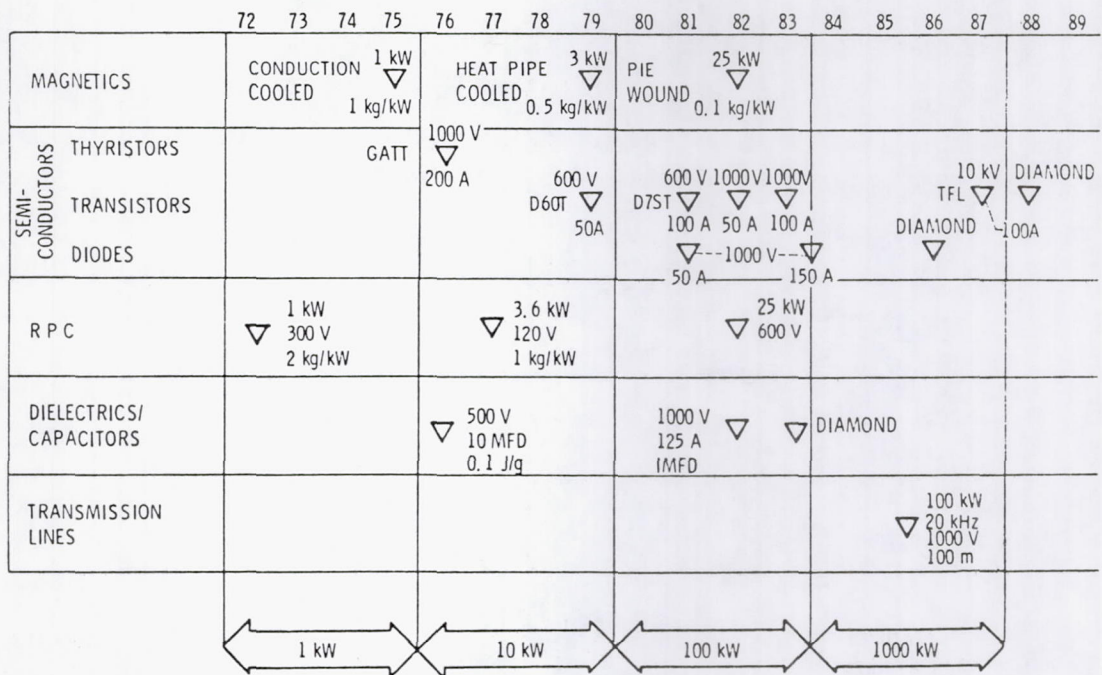 72 73 74 75 76 77 78 79 80 81 82 83 84 85 86 87 88 89
MAGNETICS
CONDUCTION
COOLED
1 kW
1 kg/kW
HEAT PIPE
COOLED
3 kW
0.5 kg/kW
PIE
WOUND
25 kW
0.1 kg/kW
SEMI-
CONDUCTORS
THYRISTORS
GATT
1000 V
200 A
TRANSISTORS
D60T
600 V
50A
D7ST
600 V
100 A
1000V
50 A
1000V
100 A
TFL
10 kV
100A
DIAMOND
DIODES
50 A
1000 V
150 A
DIAMOND
RPC
1 kW
300 V
2 kg/kW
3.6 kW
120 V
1 kg/kW
25 kW
600 V
DIELECTRICS/
CAPACITORS
500 V
10 MFD
0.1 J/g
1000 V
125 A
IMFD
DIAMOND
TRANSMISSION
LINES
100 kW
20 kHz
1000 V
100 m
1 kW
10 kW
100 kW
1000 kW